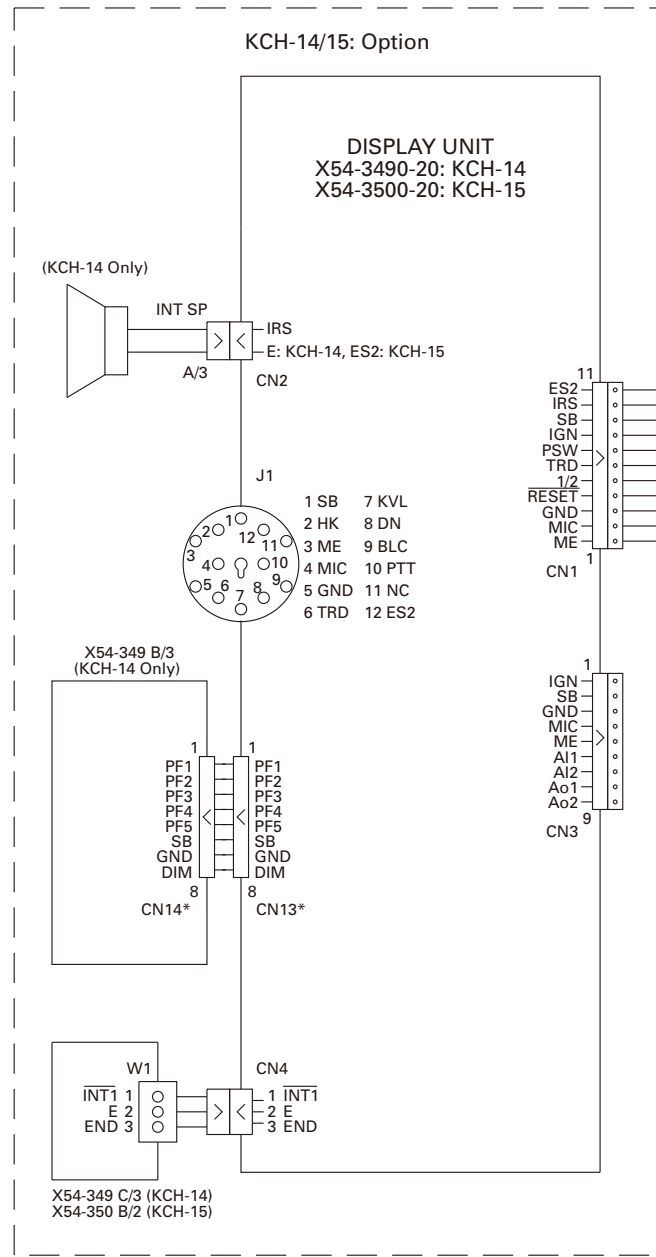 KCH-14/15: Option
DISPLAY UNIT
X54-3490-20: KCH-14
X54-3500-20: KCH-15
(KCH-14 Only)
INT SP
IRS
E: KCH-14, ES2: KCH-15
A/3
CN2
11
ES2
IRS
SB
IGN
PSW
TRD
1/2
RESET
GND
MIC
ME
1
CN1
J1
1
2
3
4
5
6
7
8
9
10
11
12
1 SB 7 KVL
2 HK 8 DN
3 ME 9 BLC
4 MIC 10 PTT
5 GND 11 NC
6 TRD 12 ES2
X54-349 B/3
(KCH-14 Only)
1
PF1
PF2
PF3
PF4
PF5
SB
GND
DIM
8
CN14*
1
PF1
PF2
PF3
PF4
PF5
SB
GND
DIM
8
CN13*
1
IGN
SB
GND
MIC
ME
AI1
AI2
Ao1
Ao2
9
CN3
W1
INT1 1
E 2
END 3
CN4
1 INT1
2 E
3 END
X54-349 C/3 (KCH-14)
X54-350 B/2 (KCH-15)